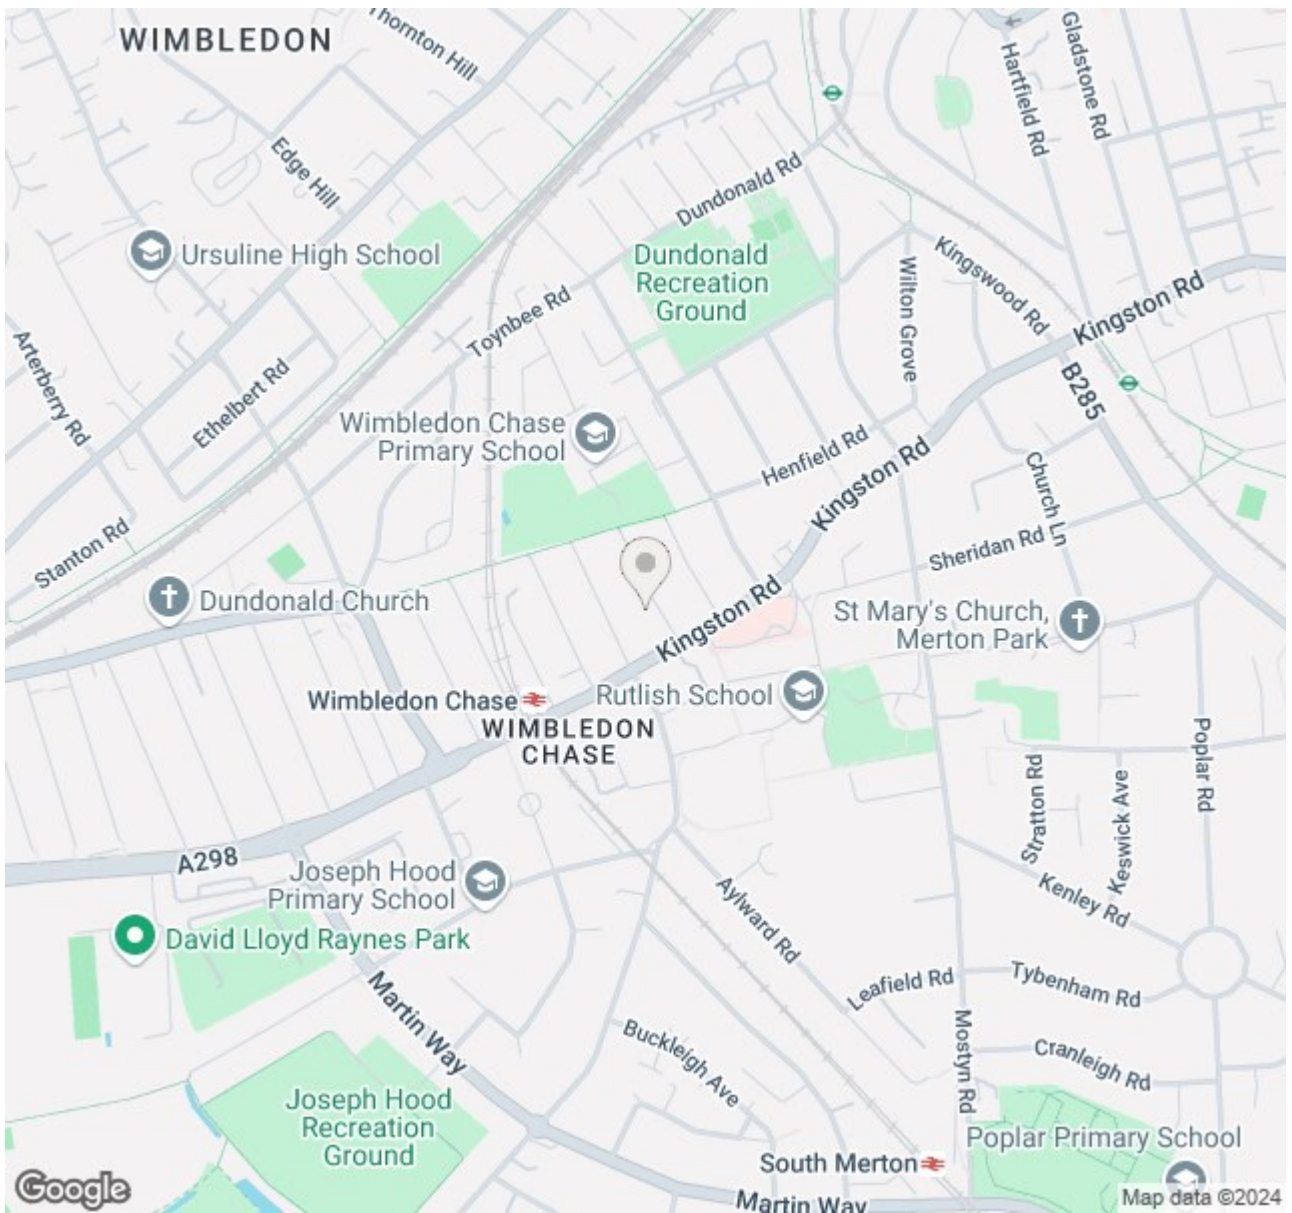 WIMBLEDON
Thornton Hill
Gladstone Rd
Hartfield Rd
Edge Hill
Dundonald Rd
Ursuline High School
Dundonald
Recreation
Ground
Kingswood Rd
Wilton Grove
Kingston Rd
Toynbee Rd
Arterberry Rd
Ethelbert Rd
B285
Wimbledon Chase
Primary School
Henfield Rd
Kingston Rd
Church Ln
Stanton Rd
Sheridan Rd
Dundonald Church
Kingston Rd
St Mary's Church,
Merton Park
Wimbledon Chase
Rutlish School
WIMBLEDON
CHASE
Poplar Rd
Stratton Rd
Keswick Ave
A298
Joseph Hood
Primary School
Aylward Rd
Kenley Rd
David Lloyd Raynes Park
Leafield Rd
Tybenham Rd
Martin Way
Buckleigh Ave
Mostyn Rd
Cranleigh Rd
Joseph Hood
Recreation
Ground
Poplar Primary School
South Merton
Google
Martin Way
Map data ©2024